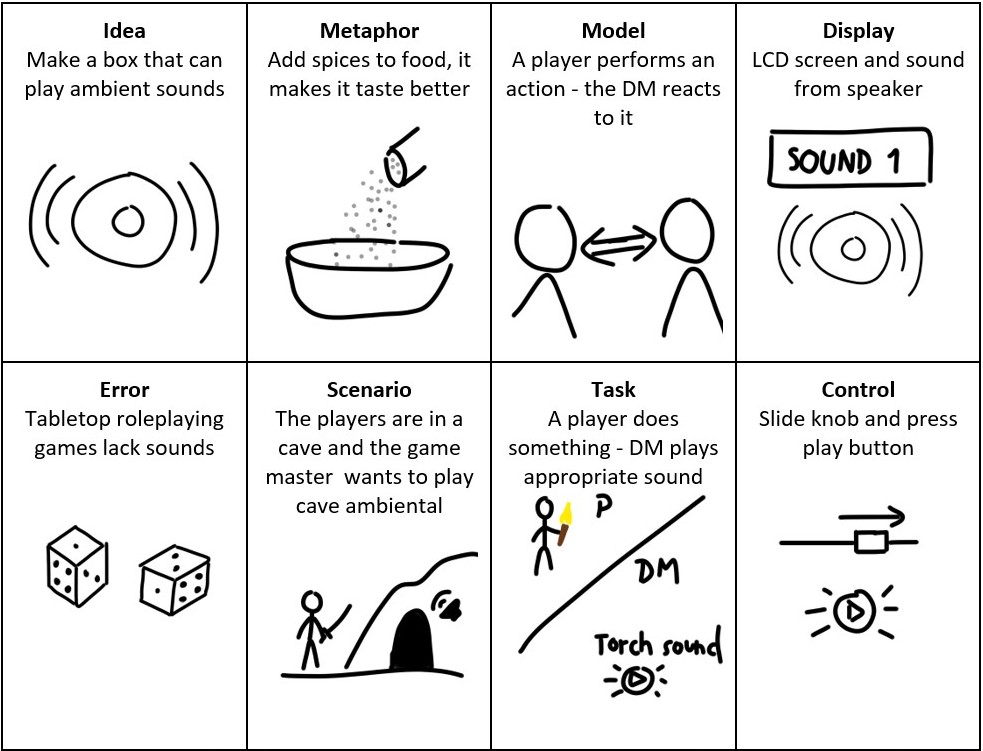 Idea
Make a box that can
play ambient sounds
Metaphor
Add spices to food, it
makes it taste better
Model
A player performs an
action - the DM reacts
to it
Display
LCD screen and sound
from speaker
SOUND 1
Error
Tabletop roleplaying
games lack sounds
Scenario
The players are in a
cave and the game
master wants to play
cave ambiental
Task
A player does
something - DM plays
appropriate sound
P
DM
Torch sound
Control
Slide knob and press
play button